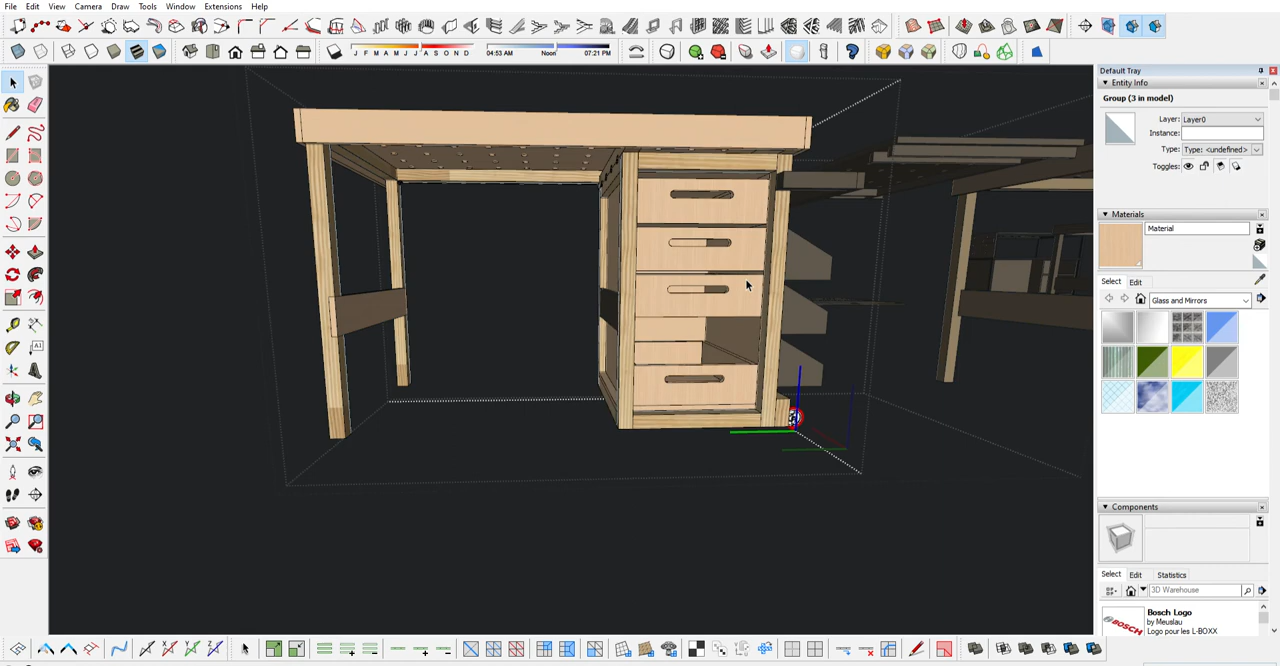 File Edit View Camera Draw Tools Window Extensions Help
J F M A M J J A S O N D
04:53 AM Noon 07:21 PM
Default Tray
Entity Info
Group (3 in model)
Layer: Layer0
Instance:
Type: Type: <undefined>
Toggles:
Materials
Material
Select Edit
Glass and Mirrors
Components
Select Edit Statistics
3D Warehouse
Bosch Logo
by Meuslau
Logo pour les L-BOXX
BOSCH